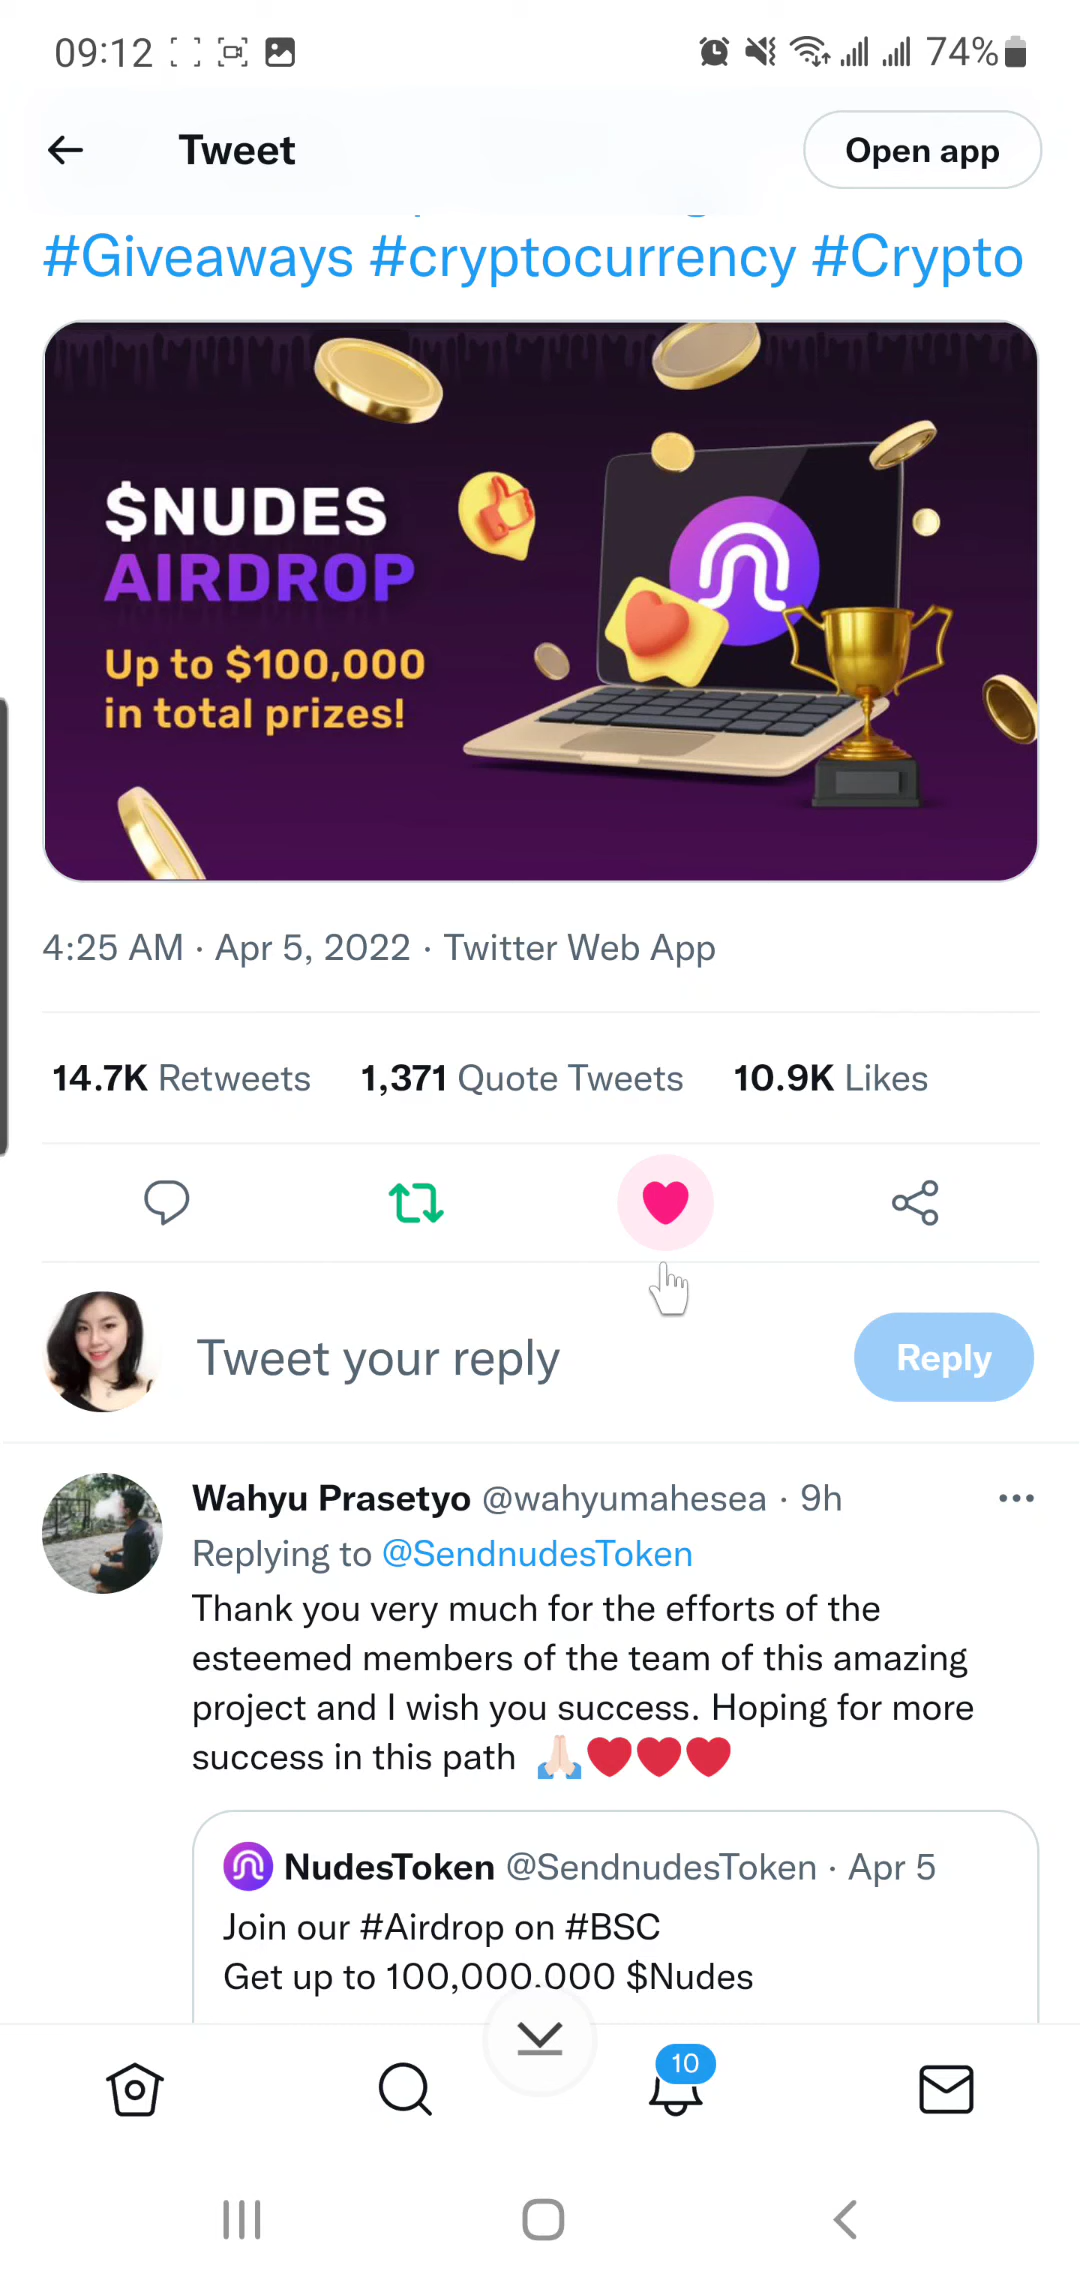 09:12
74%
Tweet
Open app
#Giveaways #cryptocurrency #Crypto
$NUDES
AIRDROP
Up to $100,000
in total prizes!
4:25 AM · Apr 5, 2022 · Twitter Web App
14.7K Retweets 1,371 Quote Tweets 10.9K Likes
Tweet your reply
Reply
Wahyu Prasetyo @wahyumahesea · 9h
Replying to @SendnudesToken
Thank you very much for the efforts of the
esteemed members of the team of this amazing
project and I wish you success. Hoping for more
success in this path 🙏🏻❤️❤️❤️
NudesToken @SendnudesToken · Apr 5
Join our #Airdrop on #BSC
Get up to 100,000.000 $Nudes
10